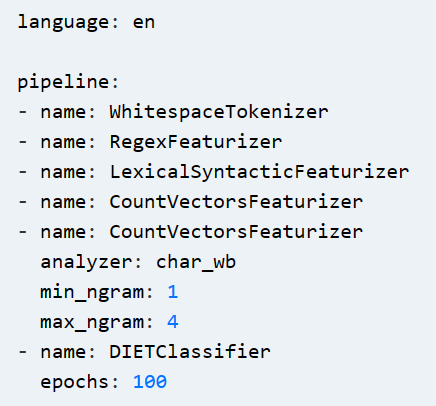 language: en
pipeline:
- name: WhitespaceTokenizer
- name: RegexFeaturizer
- name: LexicalSyntacticFeaturizer
- name: CountVectorsFeaturizer
- name: CountVectorsFeaturizer
  analyzer: char_wb
  min_ngram: 1
  max_ngram: 4
- name: DIETClassifier
  epochs: 100